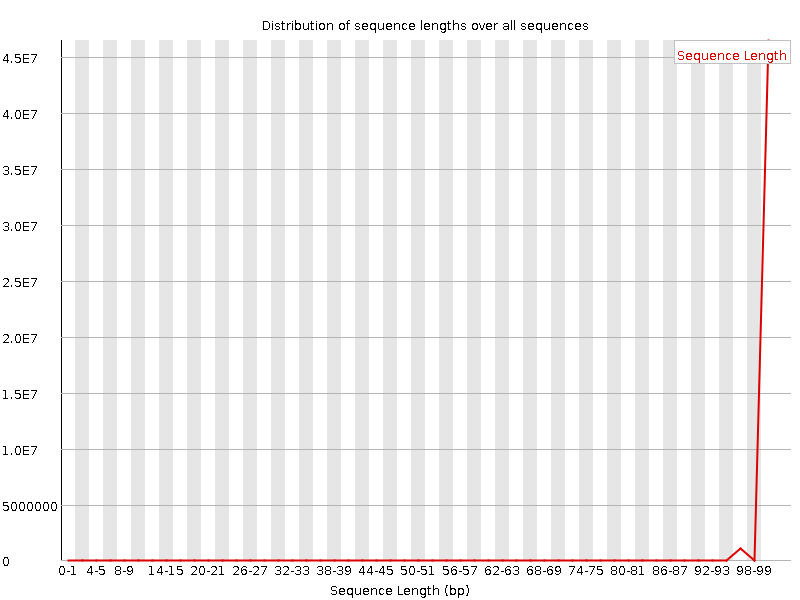 Distribution of sequence lengths over all sequences
Sequence Length
4.5E7
4.0E7
3.5E7
3.0E7
2.5E7
2.0E7
1.5E7
1.0E7
5000000
0
0-1 4-5 8-9 14-15 20-21 26-27 32-33 38-39 44-45 50-51 56-57 62-63 68-69 74-75 80-81 86-87 92-93 98-99
Sequence Length (bp)